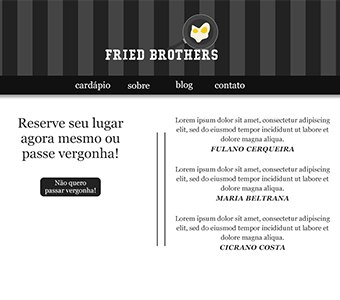 FRIED BROTHERS
cardápio sobre blog contato
Reserve seu lugar
agora mesmo ou
passe vergonha!
Não quero
passar vergonha!
Lorem ipsum dolor sit amet, consectetur adipiscing
elit, sed do eiusmod tempor incididunt ut labore et
dolore magna aliqua.
FULANO CERQUEIRA
Lorem ipsum dolor sit amet, consectetur adipiscing
elit, sed do eiusmod tempor incididunt ut labore et
dolore magna aliqua.
MARIA BELTRANA
Lorem ipsum dolor sit amet, consectetur adipiscing
elit, sed do eiusmod tempor incididunt ut labore et
dolore magna aliqua.
CICRANO COSTA